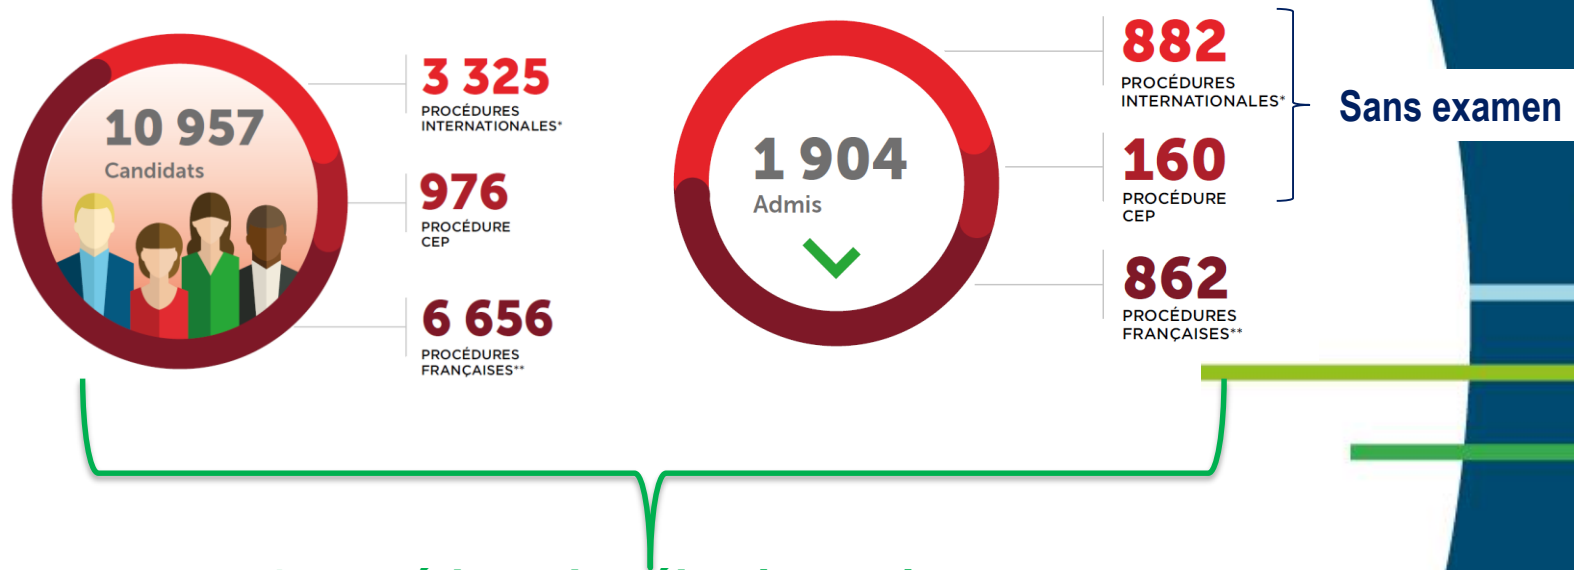 10 957
Candidats
3 325
PROCÉDURES
INTERNATIONALES*
976
PROCÉDURE
CEP
6 656
PROCÉDURES
FRANÇAISES**
1 904
Admis
882
PROCÉDURES
INTERNATIONALES*
160
PROCÉDURE
CEP
862
PROCÉDURES
FRANÇAISES**
Sans examen